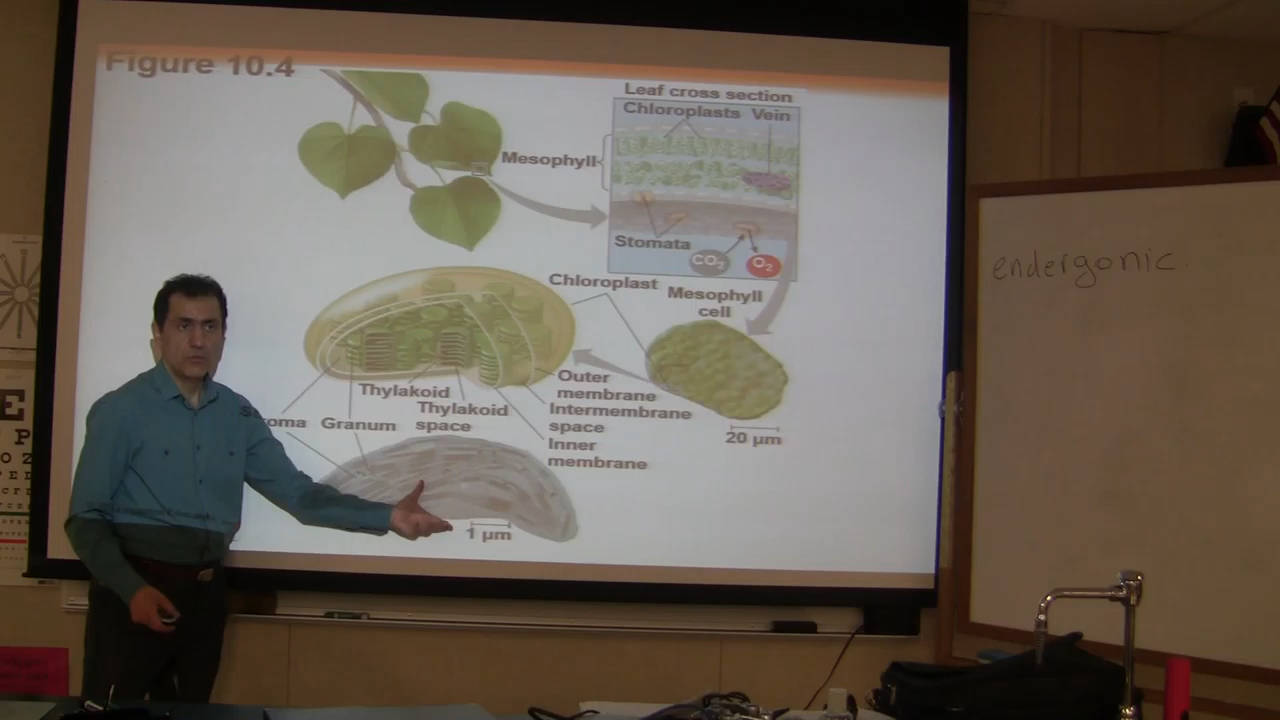 Figure 10.4
Leaf cross section
Chloroplasts Vein
Mesophyll
Stomata
CO₂
O₂
Chloroplast
Mesophyll
cell
Outer
membrane
Thylakoid
Intermembrane
space
Thylakoid
space
Stroma
Granum
Inner
membrane
20 µm
1 µm
endergonic
E
P
O Z